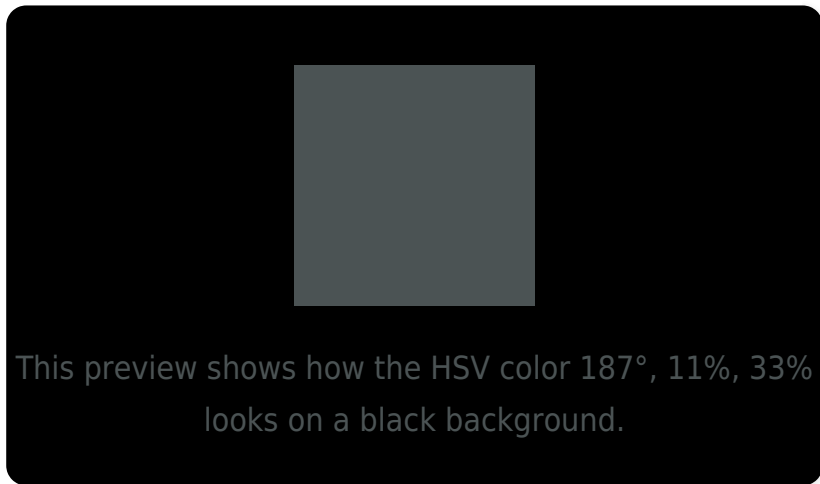 This preview shows how the HSV color 187°, 11%, 33%
looks on a black background.